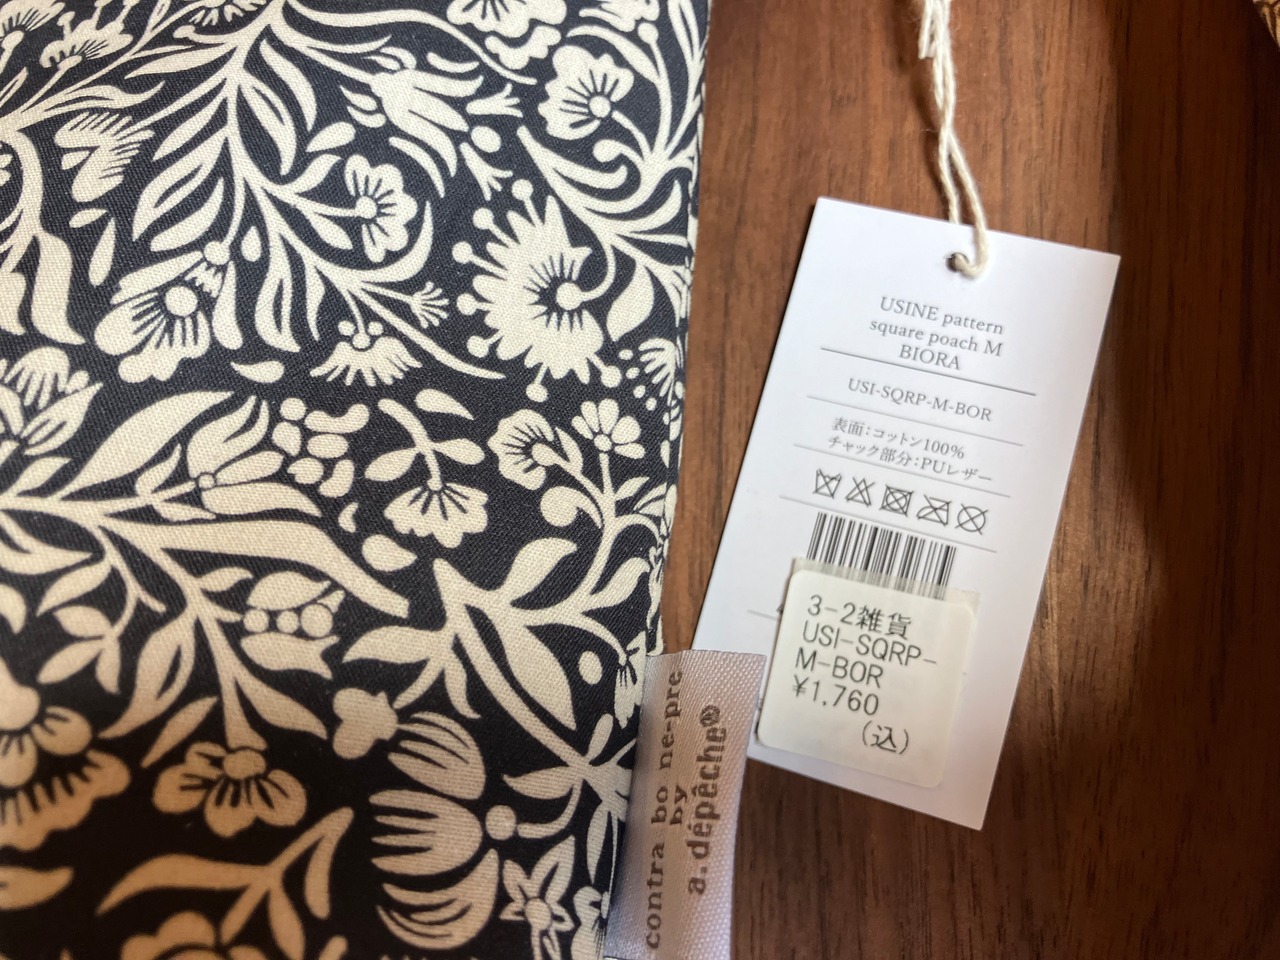 USINE pattern
square poach M
BIORA
USI-SQRP-M-BOR
表面:コットン100%
チャック部分:PUレザー
3-2雑貨
USI-SQRP-
M-BOR
¥1,760
(込)
contra bo ne-pre
by
a.dépêche®